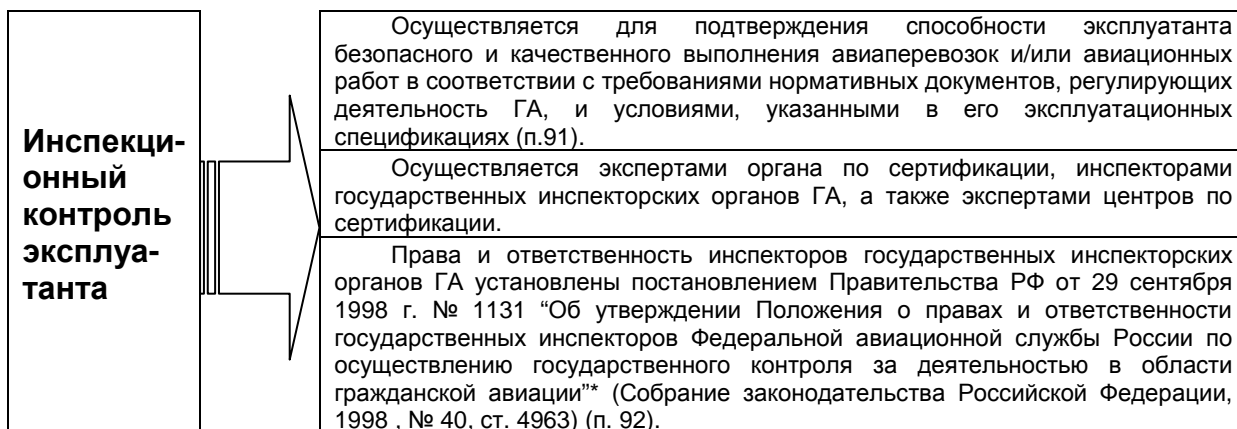 Инспекци-
онный
контроль
эксплуа-
танта
Осуществляется для подтверждения способности эксплуатанта
безопасного и качественного выполнения авиаперевозок и/или авиационных
работ в соответствии с требованиями нормативных документов, регулирующих
деятельность ГА, и условиями, указанными в его эксплуатационных
спецификациях (п.91).
Осуществляется экспертами органа по сертификации, инспекторами
государственных инспекторских органов ГА, а также экспертами центров по
сертификации.
Права и ответственность инспекторов государственных инспекторских
органов ГА установлены постановлением Правительства РФ от 29 сентября
1998 г. № 1131 “Об утверждении Положения о правах и ответственности
государственных инспекторов Федеральной авиационной службы России по
осуществлению государственного контроля за деятельностью в области
гражданской авиации”* (Собрание законодательства Российской Федерации,
1998 , № 40, ст. 4963) (п. 92).